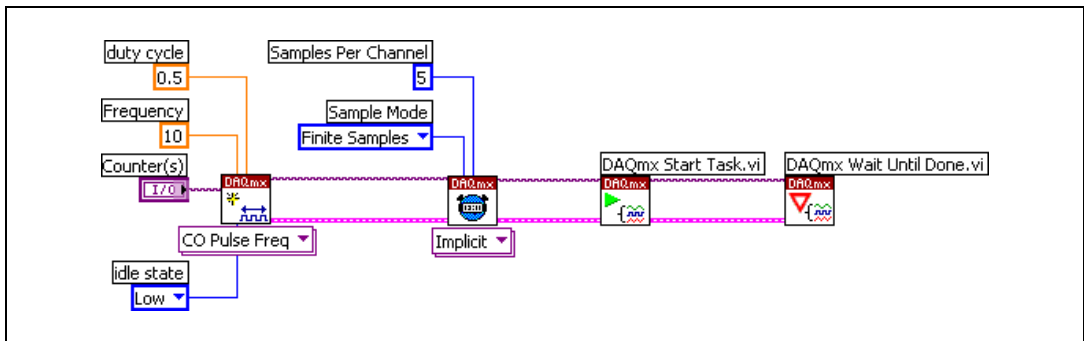 duty cycle
0.5
Samples Per Channel
5
Frequency
10
Sample Mode
Finite Samples
Counter(s)
I/O
DAQmx
CO Pulse Freq
DAQmx
Implicit
DAQmx Start Task.vi
DAQmx
DAQmx Wait Until Done.vi
DAQmx
idle state
Low